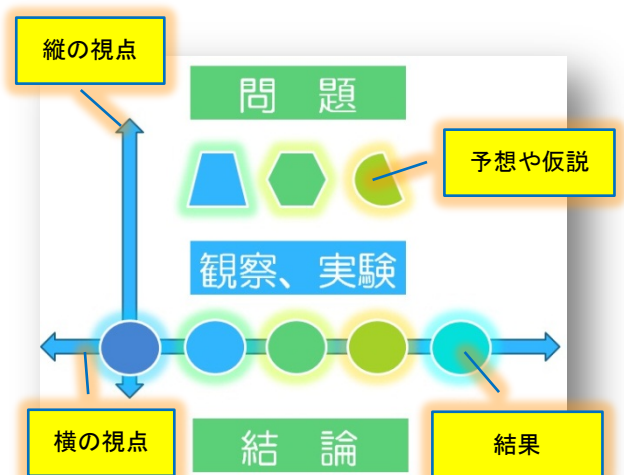 縦の視点
問 題
予想や仮説
観察、実験
横の視点
結 論
結果